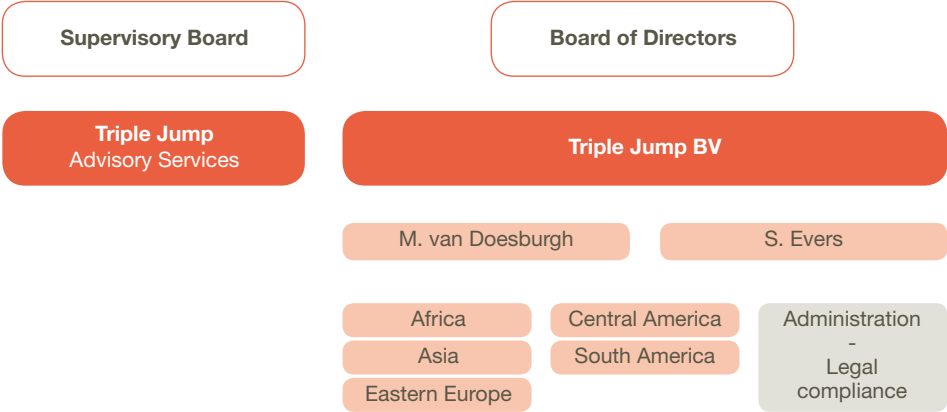 Supervisory Board
Board of Directors
Triple Jump
Advisory Services
Triple Jump BV
M. van Doesburgh
S. Evers
Africa
Asia
Eastern Europe
Central America
South America
Administration
-
Legal
compliance